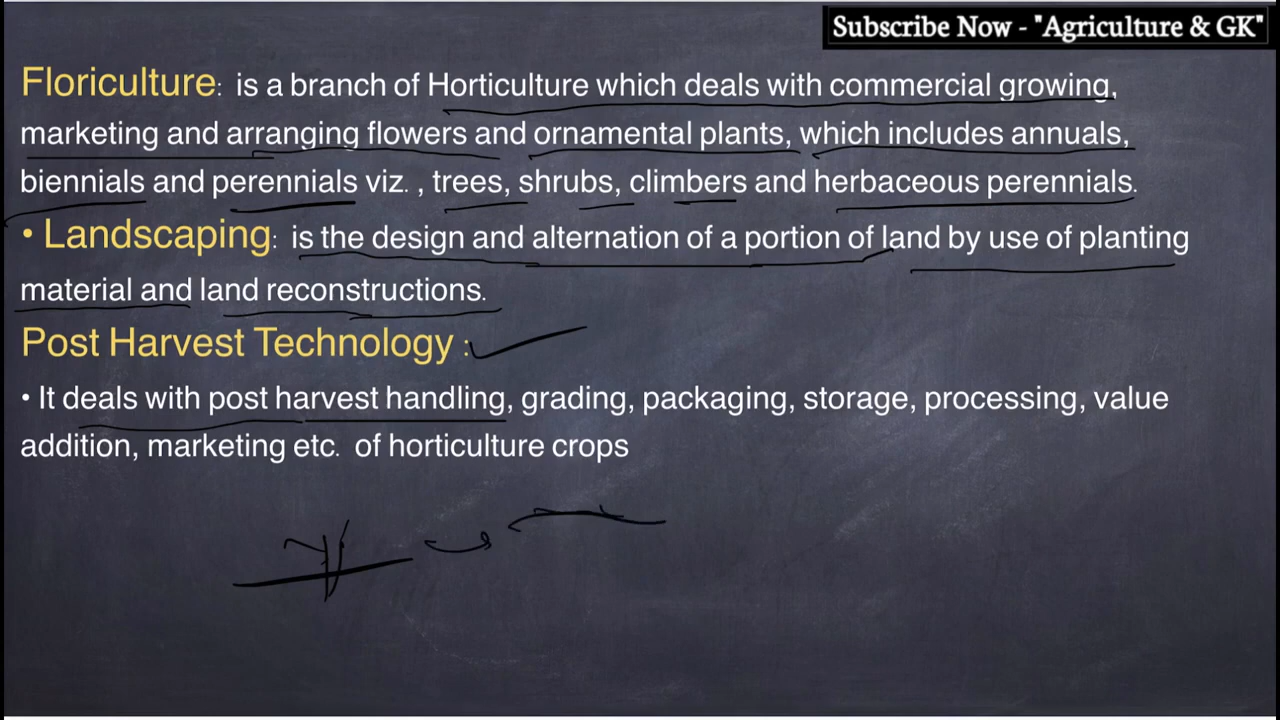 Subscribe Now - "Agriculture & GK"
Floriculture: is a branch of Horticulture which deals with commercial growing,
marketing and arranging flowers and ornamental plants, which includes annuals,
biennials and perennials viz. , trees, shrubs, climbers and herbaceous perennials.
• Landscaping: is the design and alternation of a portion of land by use of planting
material and land reconstructions.
Post Harvest Technology :
• It deals with post harvest handling, grading, packaging, storage, processing, value
addition, marketing etc. of horticulture crops